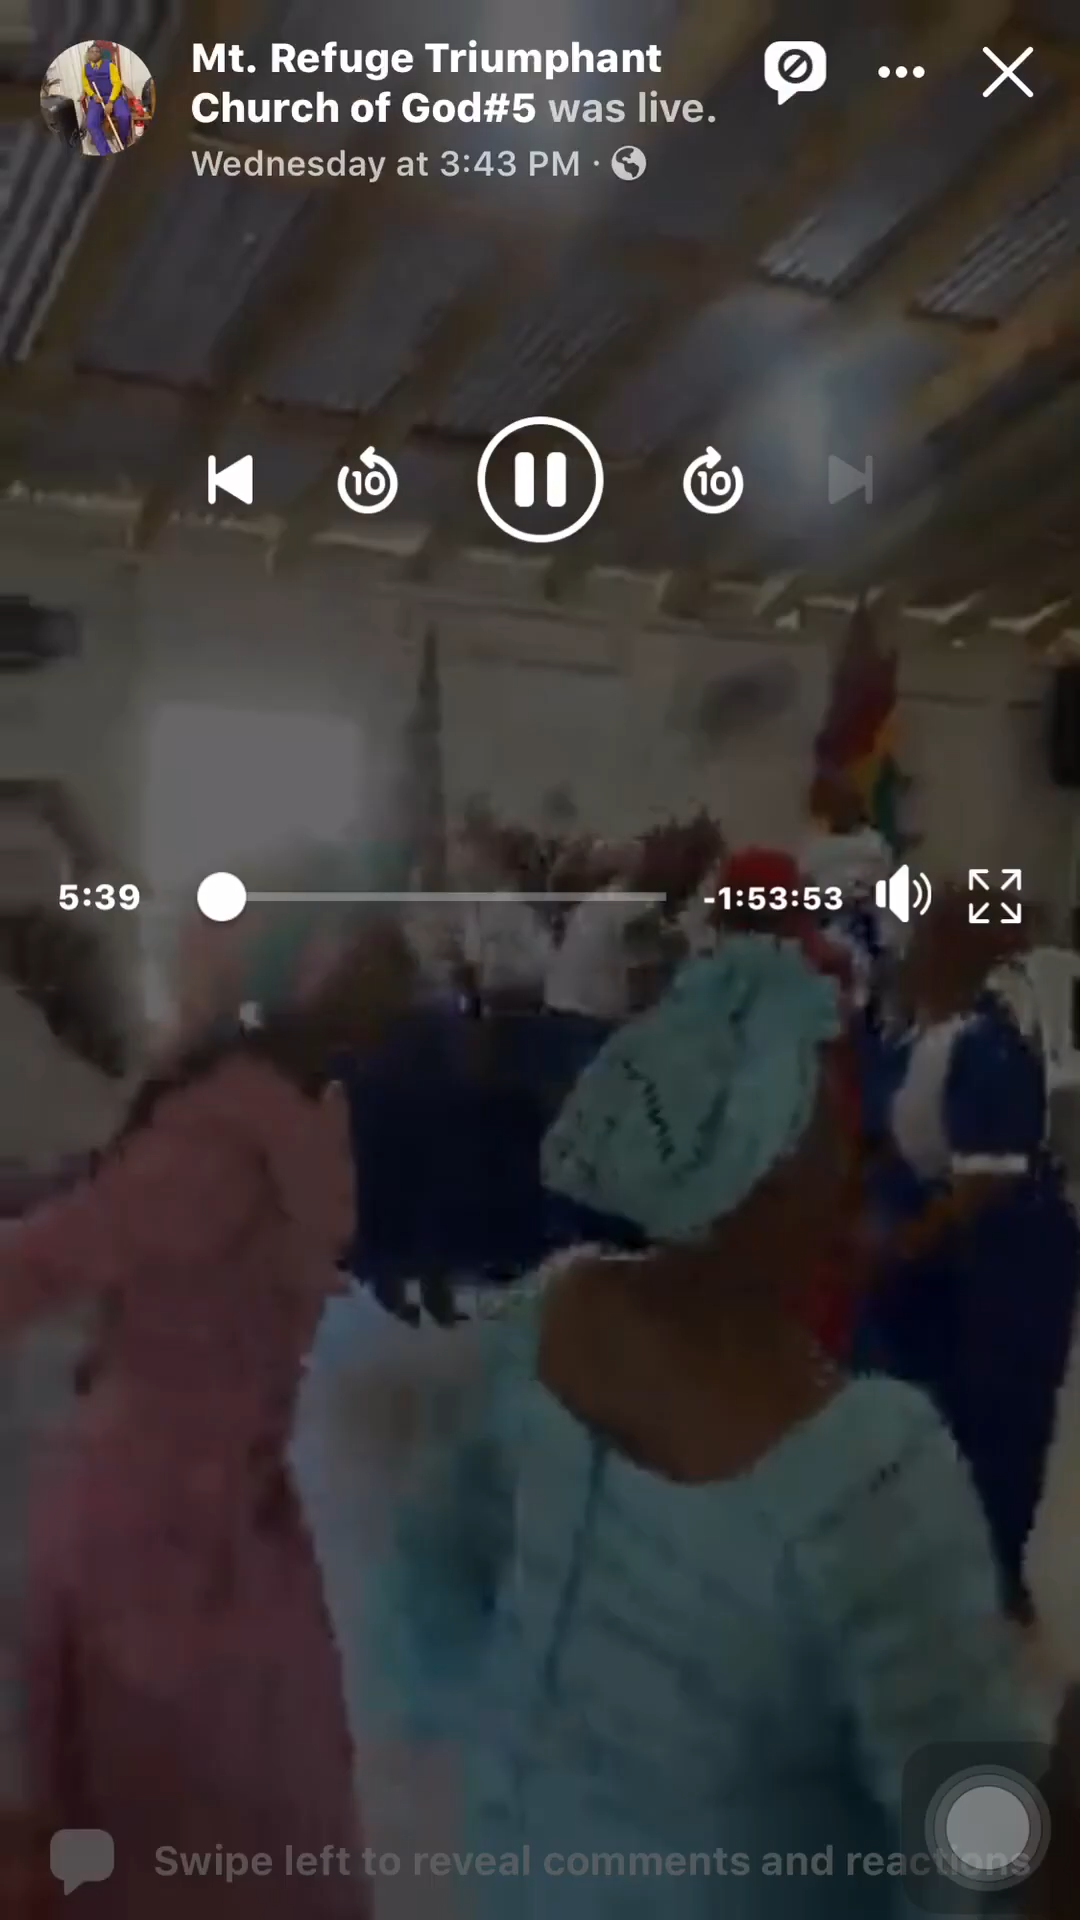 Mt. Refuge Triumphant
Church of God#5 was live.
Wednesday at 3:43 PM ·
10
10
5:39
-1:53:53
Swipe left to reveal comments and reactions